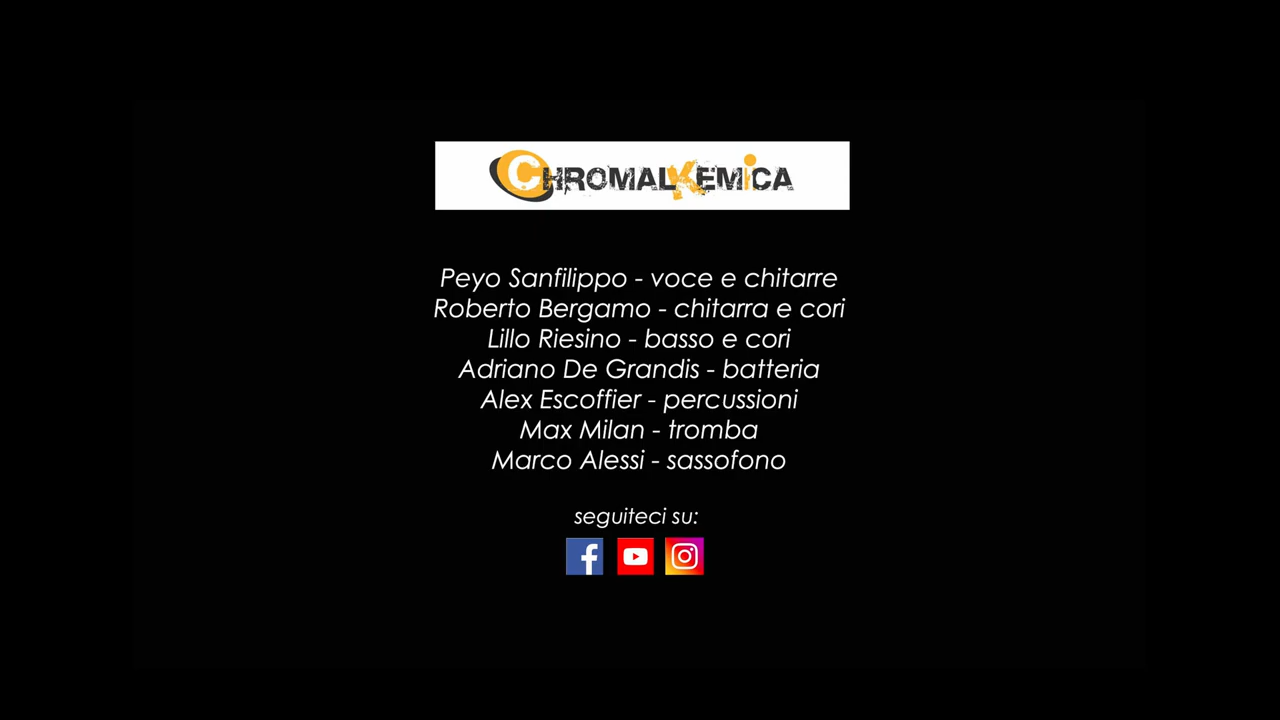 CHROMALKEMiCA
Peyo Sanfilippo - voce e chitarre
Roberto Bergamo - chitarra e cori
Lillo Riesino - basso e cori
Adriano De Grandis - batteria
Alex Escoffier - percussioni
Max Milan - tromba
Marco Alessi - sassofono
seguiteci su: